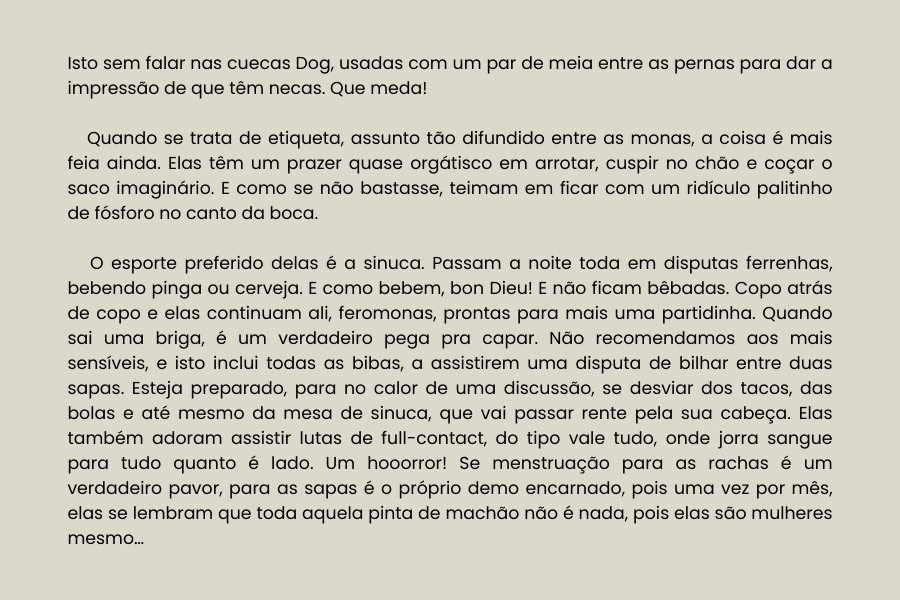 Isto sem falar nas cuecas Dog, usadas com um par de meia entre as pernas para dar a
impressão de que têm necas. Que meda!
Quando se trata de etiqueta, assunto tão difundido entre as monas, a coisa é mais
feia ainda. Elas têm um prazer quase orgátisco em arrotar, cuspir no chão e coçar o
saco imaginário. E como se não bastasse, teimam em ficar com um ridículo palitinho
de fósforo no canto da boca.
O esporte preferido delas é a sinuca. Passam a noite toda em disputas ferrenhas,
bebendo pinga ou cerveja. E como bebem, bon Dieu! E não ficam bêbadas. Copo atrás
de copo e elas continuam ali, feromonas, prontas para mais uma partidinha. Quando
sai uma briga, é um verdadeiro pega pra capar. Não recomendamos aos mais
sensíveis, e isto inclui todas as bibas, a assistirem uma disputa de bilhar entre duas
sapas. Esteja preparado, para no calor de uma discussão, se desviar dos tacos, das
bolas e até mesmo da mesa de sinuca, que vai passar rente pela sua cabeça. Elas
também adoram assistir lutas de full-contact, do tipo vale tudo, onde jorra sangue
para tudo quanto é lado. Um hooorror! Se menstruação para as rachas é um
verdadeiro pavor, para as sapas é o próprio demo encarnado, pois uma vez por mês,
elas se lembram que toda aquela pinta de machão não é nada, pois elas são mulheres
mesmo…